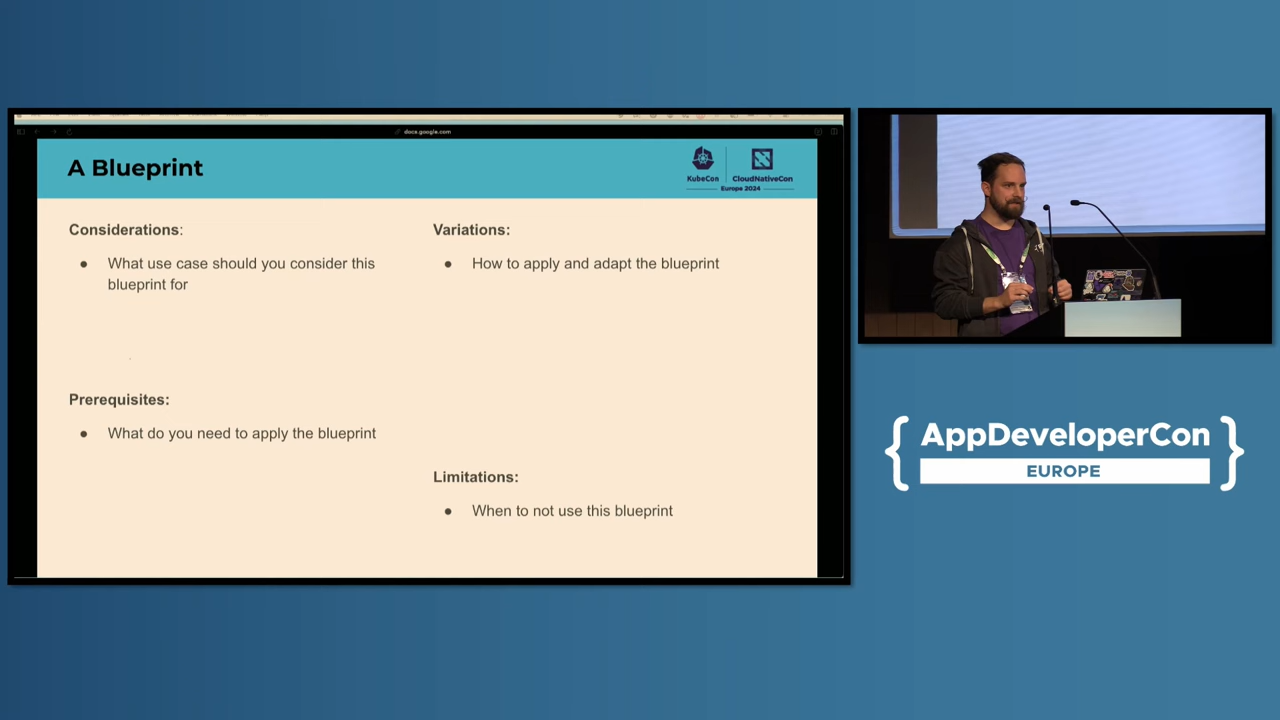 docs.google.com
A Blueprint
KubeCon
CloudNativeCon
Europe 2024
Considerations:
● What use case should you consider this
blueprint for
Prerequisites:
● What do you need to apply the blueprint
Variations:
● How to apply and adapt the blueprint
Limitations:
● When to not use this blueprint
{ AppDeveloperCon }
EUROPE